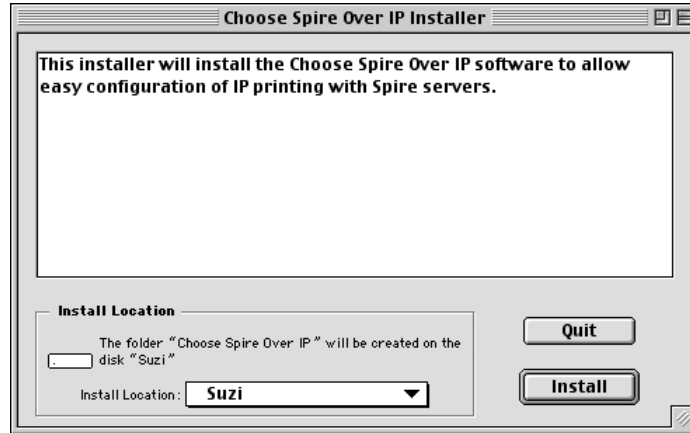 Choose Spire Over IP Installer
This installer will install the Choose Spire Over IP software to allow
easy configuration of IP printing with Spire servers.
Install Location
The folder “Choose Spire Over IP” will be created on the
disk “Suzi”
Install Location: Suzi
Quit
Install